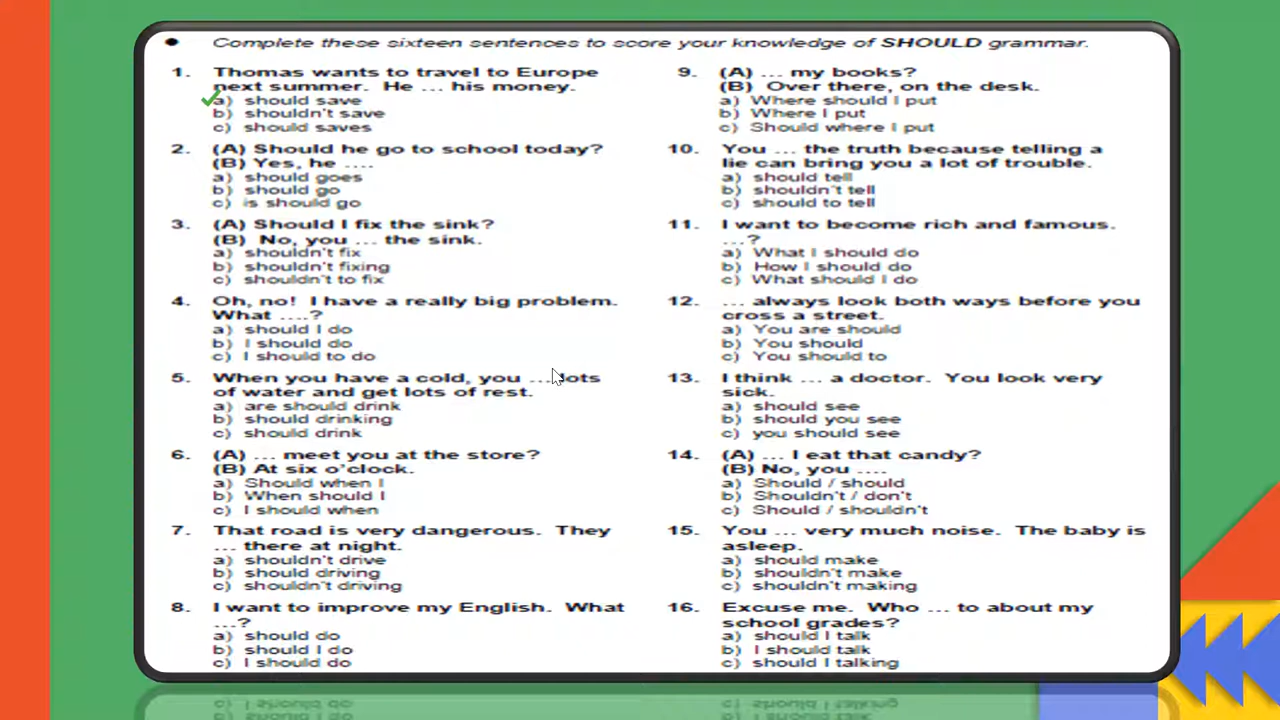 Complete these sixteen sentences to score your knowledge of SHOULD grammar.
1. Thomas wants to travel to Europe
next summer. He ... his money.
a) should save
b) shouldn't save
c) should saves
2. (A) Should he go to school today?
(B) Yes, he ....
a) should goes
b) should go
c) is should go
3. (A) Should I fix the sink?
(B) No, you ... the sink.
a) shouldn't fix
b) shouldn't fixing
c) shouldn't to fix
4. Oh, no! I have a really big problem.
What ....?
a) should I do
b) I should do
c) I should to do
5. When you have a cold, you ... lots
of water and get lots of rest.
a) are should drink
b) should drinking
c) should drink
6. (A) ... meet you at the store?
(B) At six o'clock.
a) Should when I
b) When should I
c) I should when
7. That road is very dangerous. They
... there at night.
a) shouldn't drive
b) should driving
c) shouldn't driving
8. I want to improve my English. What
...?
a) should do
b) should I do
c) I should do
9. (A) ... my books?
(B) Over there, on the desk.
a) Where should I put
b) Where I put
c) Should where I put
10. You ... the truth because telling a
lie can bring you a lot of trouble.
a) should tell
b) shouldn't tell
c) should to tell
11. I want to become rich and famous.
...?
a) What I should do
b) How I should do
c) What should I do
12. ... always look both ways before you
cross a street.
a) You are should
b) You should
c) You should to
13. I think ... a doctor. You look very
sick.
a) should see
b) should you see
c) you should see
14. (A) ... I eat that candy?
(B) No, you ....
a) Should / should
b) Shouldn't / don't
c) Should / shouldn't
15. You ... very much noise. The baby is
asleep.
a) should make
b) shouldn't make
c) shouldn't making
16. Excuse me. Who ... to about my
school grades?
a) should I talk
b) I should talk
c) should I talking